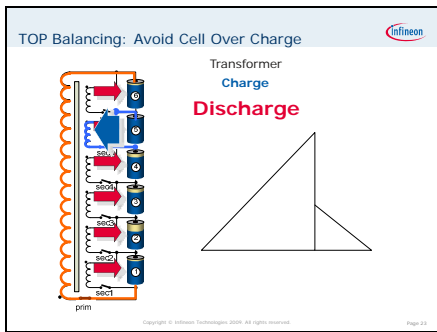 TOP Balancing: Avoid Cell Over Charge
infineon
Transformer
Charge
Discharge
6
5
4
sec4
3
sec3
2
sec2
1
sec1
prim
Copyright © Infineon Technologies 2009. All rights reserved.
Page 23